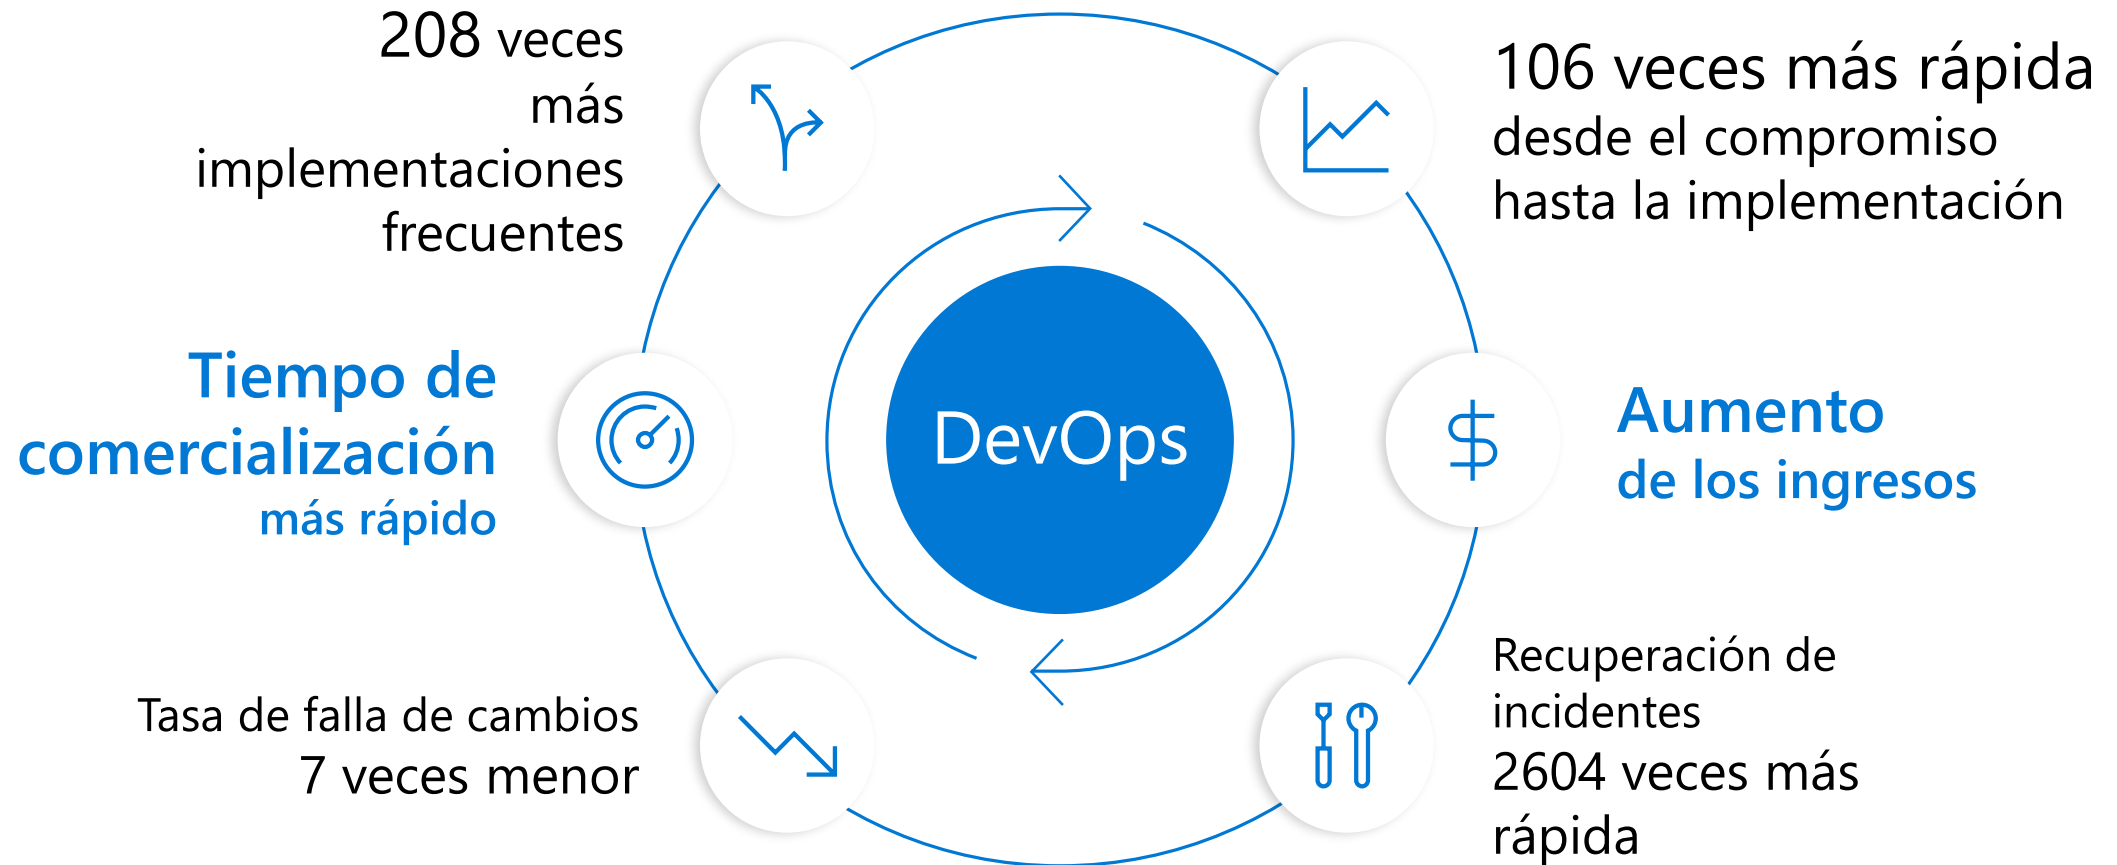 208 veces
más
implementaciones
frecuentes
106 veces más rápida
desde el compromiso
hasta la implementación
Tiempo de
comercialización
más rápido
DevOps
Aumento
de los ingresos
Tasa de falla de cambios
7 veces menor
Recuperación de
incidentes
2604 veces más
rápida